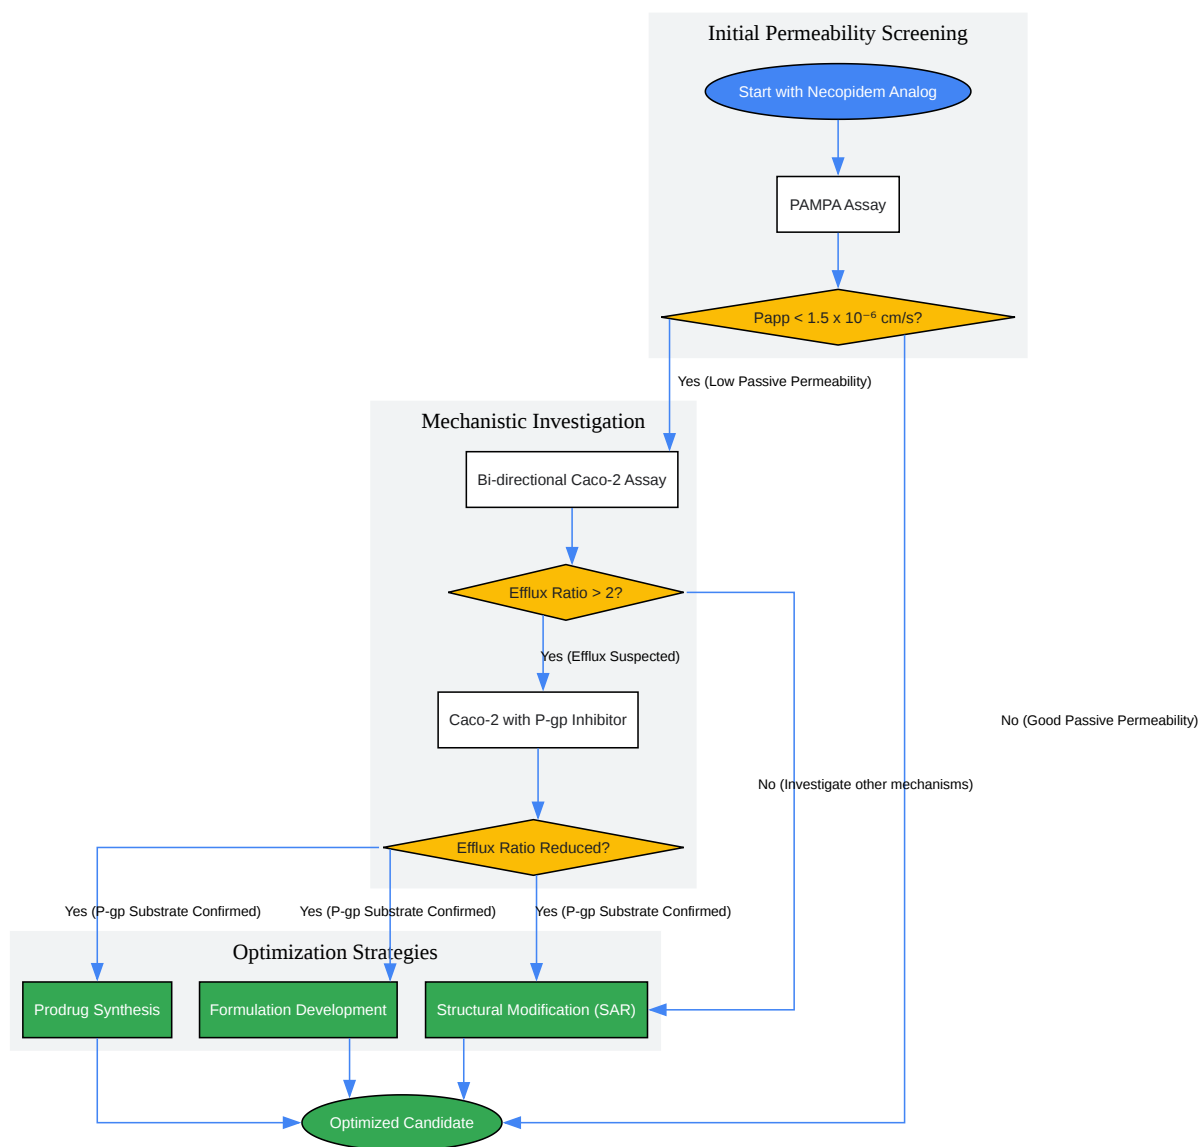 Initial Permeability Screening
Start with Necopidem Analog
PAMPA Assay
Papp < 1.5 x 10⁻⁶ cm/s?
Yes (Low Passive Permeability)
Mechanistic Investigation
Bi-directional Caco-2 Assay
Efflux Ratio > 2?
Yes (Efflux Suspected)
Caco-2 with P-gp Inhibitor
No (Good Passive Permeability)
No (Investigate other mechanisms)
Efflux Ratio Reduced?
Yes (P-gp Substrate Confirmed)
Yes (P-gp Substrate Confirmed)
Yes (P-gp Substrate Confirmed)
Optimization Strategies
Prodrug Synthesis
Formulation Development
Structural Modification (SAR)
Optimized Candidate